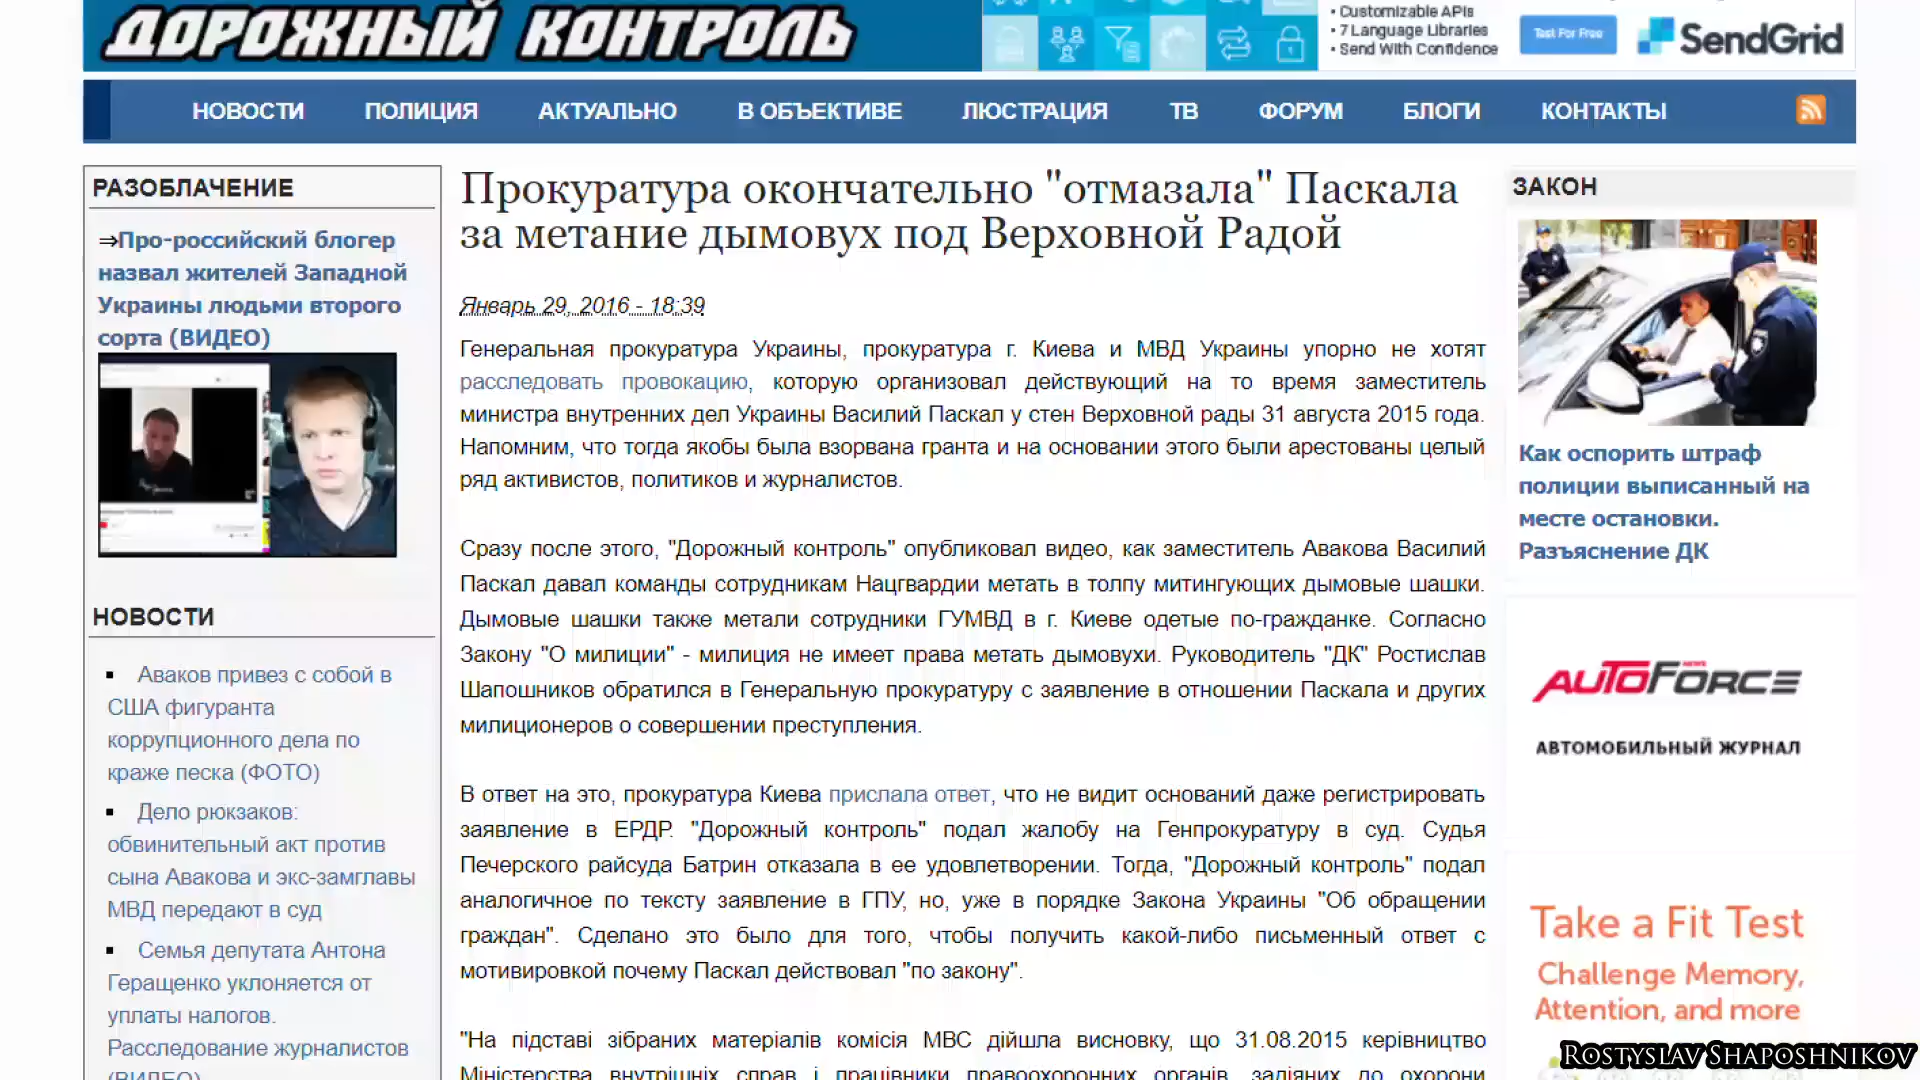 ДОРОЖНЫЙ КОНТРОЛЬ
• Customizable APIs
• 7 Language Libraries
• Send With Confidence
Test For Free
SendGrid
НОВОСТИ ПОЛИЦИЯ АКТУАЛЬНО В ОБЪЕКТИВЕ ЛЮСТРАЦИЯ ТВ ФОРУМ БЛОГИ КОНТАКТЫ
РАЗОБЛАЧЕНИЕ
⇒Про-российский блогер
назвал жителей Западной
Украины людьми второго
сорта (ВИДЕО)
НОВОСТИ
▪ Аваков привез с собой в
США фигуранта
коррупционного дела по
краже песка (ФОТО)
▪ Дело рюкзаков:
обвинительный акт против
сына Авакова и экс-замглавы
МВД передают в суд
▪ Семья депутата Антона
Геращенко уклоняется от
уплаты налогов.
Расследование журналистов
(ВИДЕО)
Прокуратура окончательно "отмазала" Паскала
за метание дымовух под Верховной Радой
Январь 29, 2016 - 18:39
Генеральная прокуратура Украины, прокуратура г. Киева и МВД Украины упорно не хотят
расследовать провокацию, которую организовал действующий на то время заместитель
министра внутренних дел Украины Василий Паскал у стен Верховной рады 31 августа 2015 года.
Напомним, что тогда якобы была взорвана гранта и на основании этого были арестованы целый
ряд активистов, политиков и журналистов.
Сразу после этого, "Дорожный контроль" опубликовал видео, как заместитель Авакова Василий
Паскал давал команды сотрудникам Нацгвардии метать в толпу митингующих дымовые шашки.
Дымовые шашки также метали сотрудники ГУМВД в г. Киеве одетые по-гражданке. Согласно
Закону "О милиции" - милиция не имеет права метать дымовухи. Руководитель "ДК" Ростислав
Шапошников обратился в Генеральную прокуратуру с заявление в отношении Паскала и других
милиционеров о совершении преступления.
В ответ на это, прокуратура Киева прислала ответ, что не видит оснований даже регистрировать
заявление в ЕРДР. "Дорожный контроль" подал жалобу на Генпрокуратуру в суд. Судья
Печерского райсуда Батрин отказала в ее удовлетворении. Тогда, "Дорожный контроль" подал
аналогичное по тексту заявление в ГПУ, но, уже в порядке Закона Украины "Об обращении
граждан". Сделано это было для того, чтобы получить какой-либо письменный ответ с
мотивировкой почему Паскал действовал "по закону".
"На підставі зібраних матеріалів комісія МВС дійшла висновку, що 31.08.2015 керівництво
Міністерства внутрішніх справ і працівники правоохоронних органів, задіяних до охорони
ЗАКОН
Как оспорить штраф
полиции выписанный на
месте остановки.
Разъяснение ДК
AUTOFORCE
NEWS
АВТОМОБИЛЬНЫЙ ЖУРНАЛ
Take a Fit Test
Challenge Memory,
Attention, and more
ROSTYSLAV SHAPOSHNIKOV